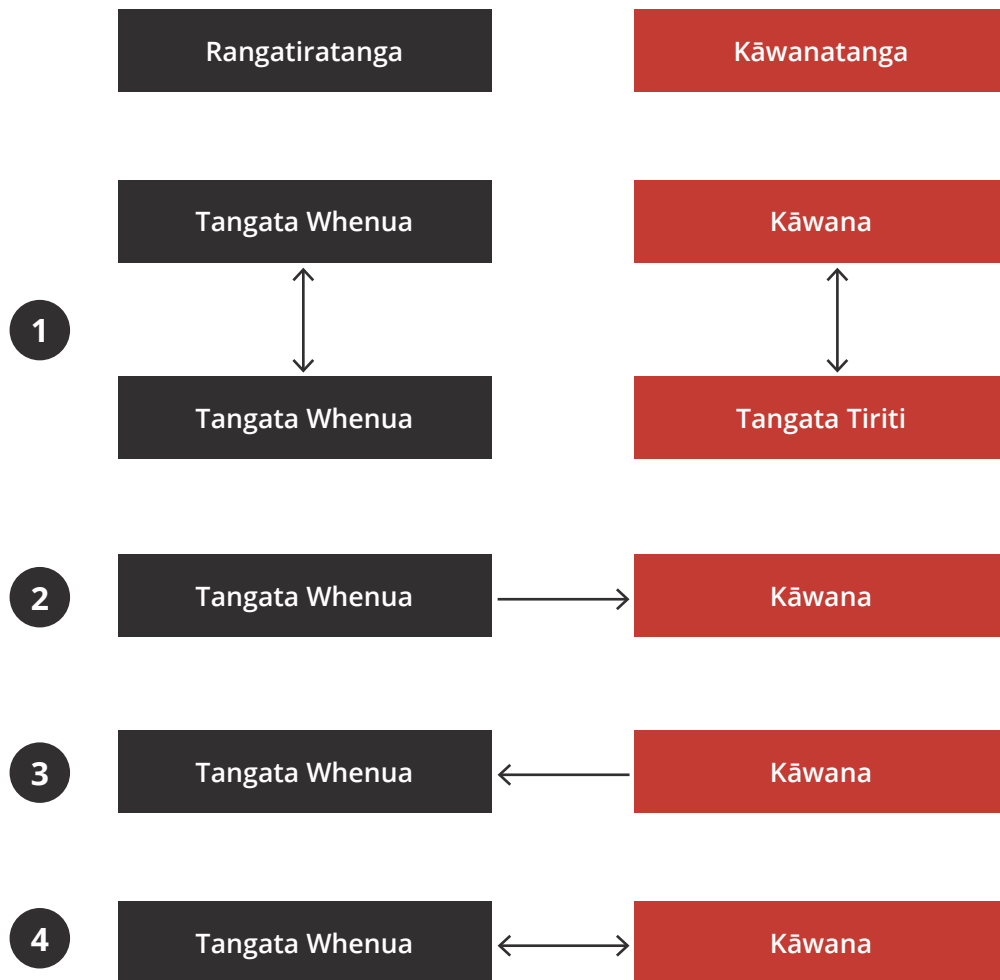 Rangatiratanga
Kāwanatanga
Tangata Whenua
Kāwana
1
Tangata Whenua
Tangata Tiriti
2
Tangata Whenua
Kāwana
3
Tangata Whenua
Kāwana
4
Tangata Whenua
Kāwana